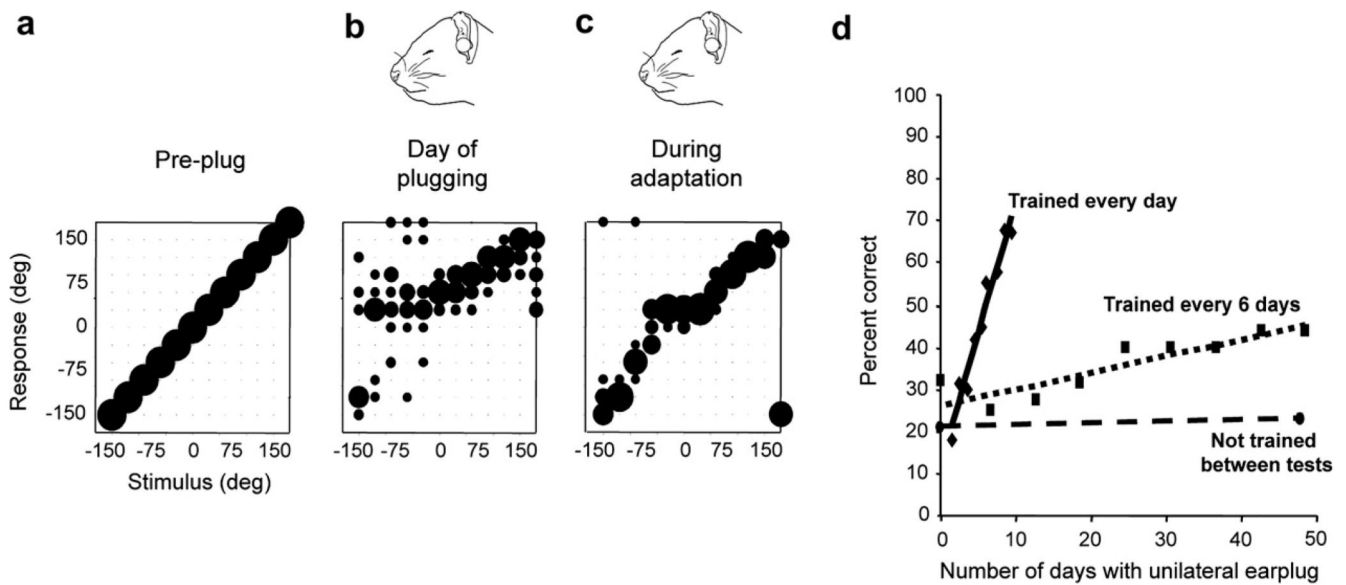 a
b
c
d
Pre-plug
Day of
plugging
During
adaptation
Response (deg)
150
75
0
-75
-150
-150 -75 0 75 150
-150 -75 0 75 150
-150 -75 0 75 150
Stimulus (deg)
Percent correct
100
90
80
70
60
50
40
30
20
10
0
Trained every day
Trained every 6 days
Not trained
between tests
0 10 20 30 40 50
Number of days with unilateral earplug